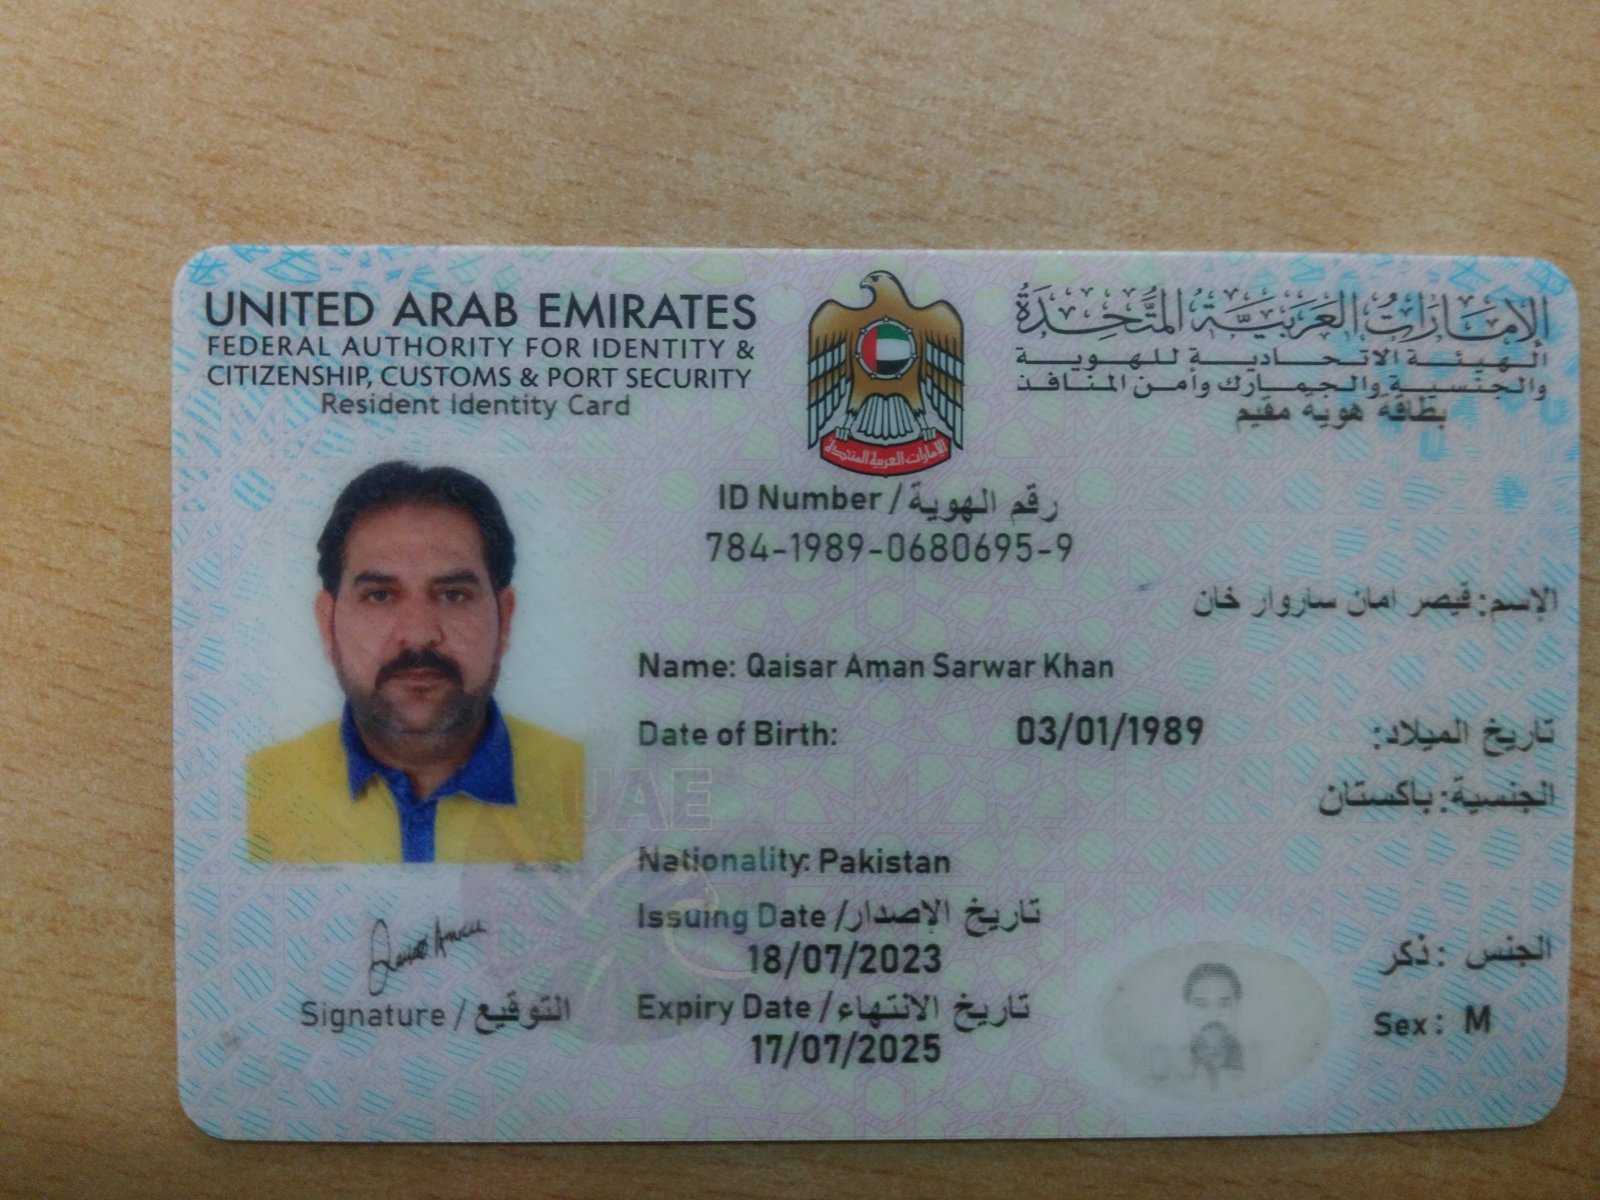 UNITED ARAB EMIRATES
FEDERAL AUTHORITY FOR IDENTITY &
CITIZENSHIP, CUSTOMS & PORT SECURITY
Resident Identity Card
الإمارات العربية المتحدة
الهيئة الاتحادية للهوية
والجنسية والجمارك وأمن المنافذ
بطاقة هوية مقيم
الامارات العربية المتحدة
ID Number / رقم الهوية
784-1989-0680695-9
الإسم: قيصر امان ساروار خان
Name: Qaisar Aman Sarwar Khan
Date of Birth: 03/01/1989 تاريخ الميلاد:
الجنسية: باكستان
UAE
Nationality: Pakistan
Issuing Date / تاريخ الإصدار
18/07/2023
Expiry Date / تاريخ الانتهاء
17/07/2025
الجنس : ذكر
Sex : M
Signature / التوقيع